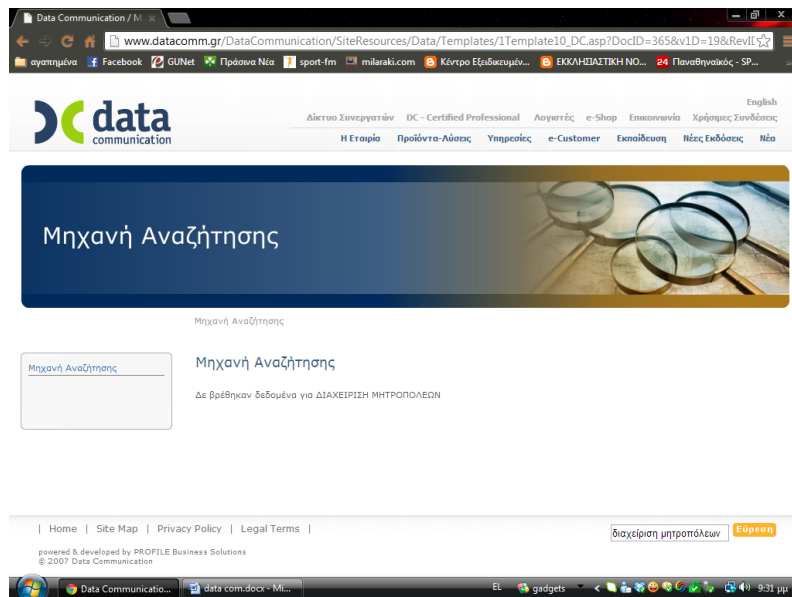 Data Communication / M
www.datacomm.gr/DataCommunication/SiteResources/Data/Templates/1Template10_DC.asp?DocID=365&v1D=19&RevI
αγαπημένα Facebook GUNet Πράσινα Νέα sport-fm milaraki.com Κέντρο Εξειδικευμέν... ΕΚΚΛΗΣΙΑΣΤΙΚΗ ΝΟ... 24 Παναθηναϊκός - SP...
English
data
communication
Δίκτυο Συνεργατών DC - Certified Professional Λογιστές e-Shop Επικοινωνία Χρήσιμες Συνδέσεις
Η Εταιρία Προϊόντα-Λύσεις Υπηρεσίες e-Customer Εκπαίδευση Νέες Εκδόσεις Νέα
Μηχανή Αναζήτησης
Μηχανή Αναζήτησης
Μηχανή Αναζήτησης
Μηχανή Αναζήτησης
Δε βρέθηκαν δεδομένα για ΔΙΑΧΕΙΡΙΣΗ ΜΗΤΡΟΠΟΛΕΩΝ
| Home | Site Map | Privacy Policy | Legal Terms |
διαχείριση μητροπόλεων Εύρεση
powered & developed by PROFILE Business Solutions
© 2007 Data Communication
Data Communicatio... data com.docx - Mi... EL gadgets 9:31 μμ